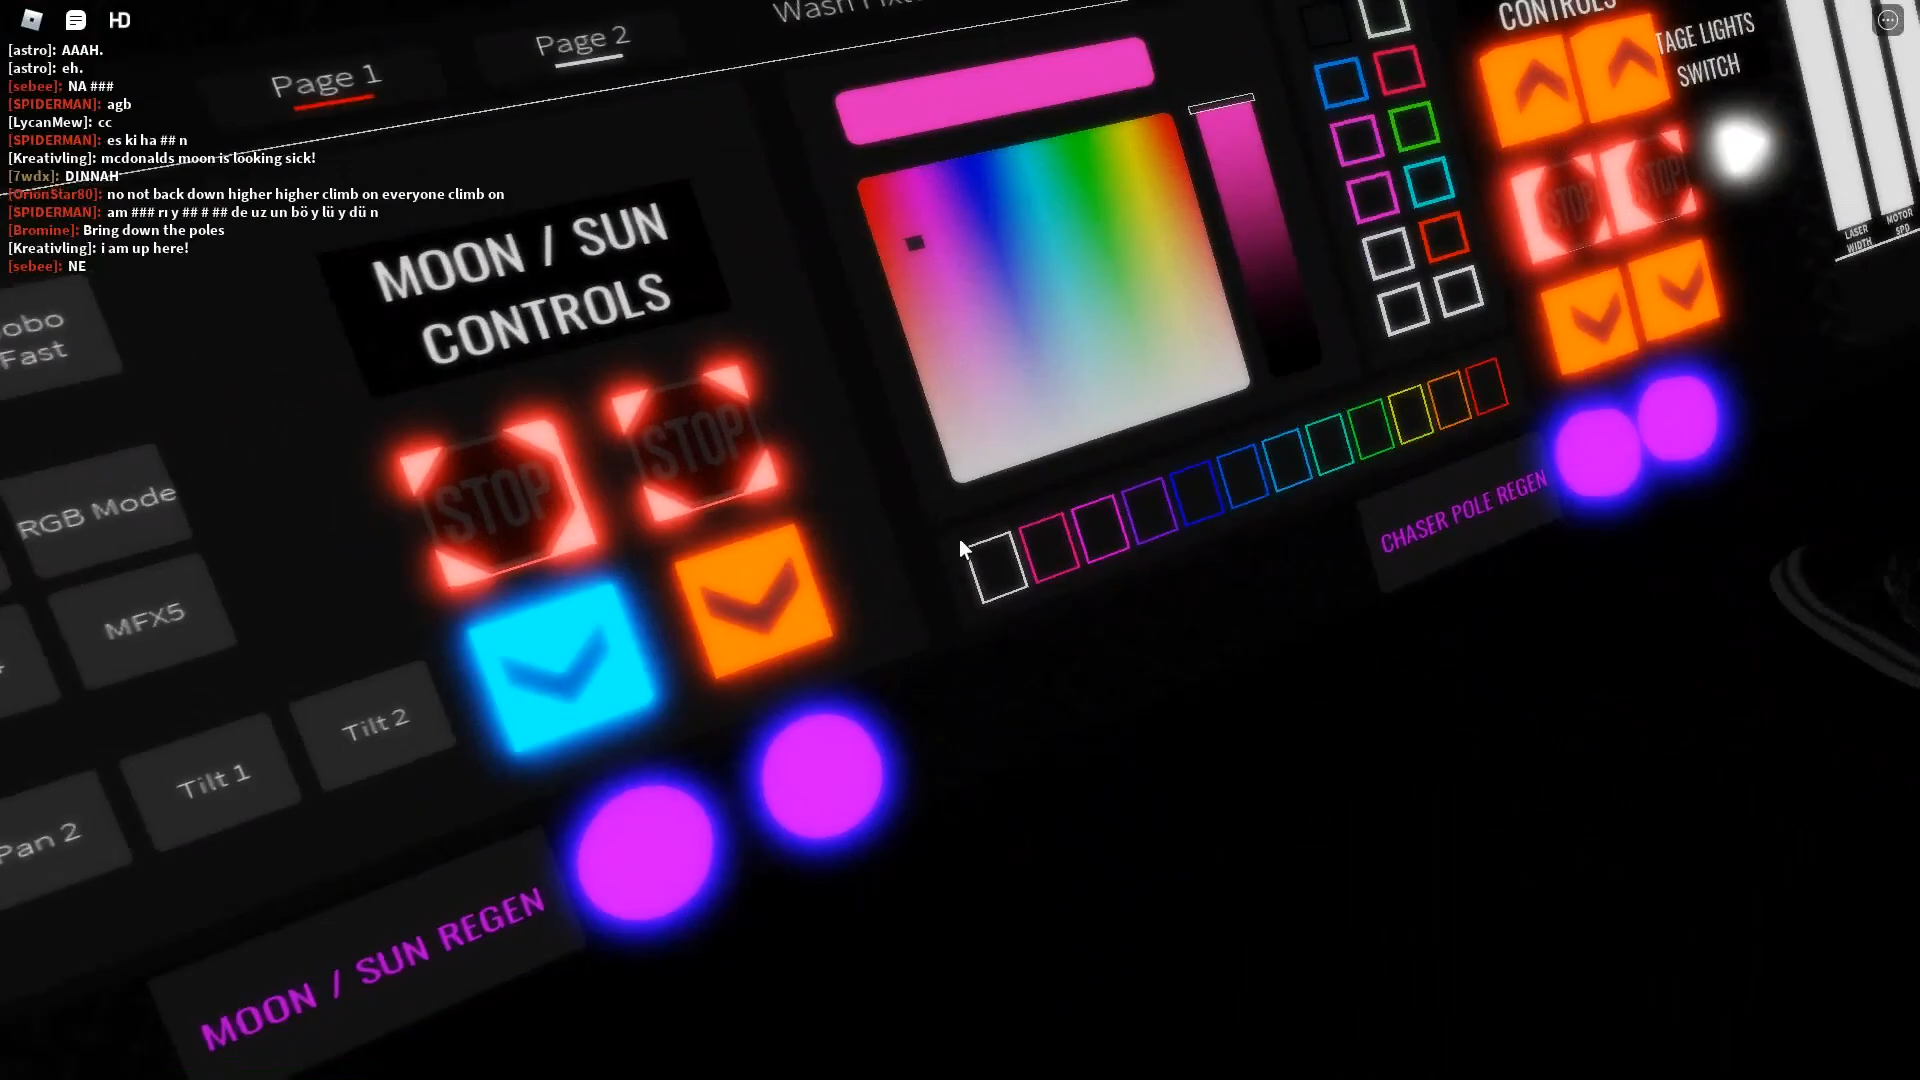 HD
[astro]: AAAH.
[astro]: eh.
[sebee]: NA ###
[SPIDERMAN]: agb
[LycanMew]: cc
[SPIDERMAN]: es ki ha ## n
[Kreativling]: mcdonalds moon is looking sick!
[7wdx]: DINNAH
[OrionStar80]: no not back down higher higher climb on everyone climb on
[SPIDERMAN]: am ### rı y ## # ## de uz un bö y lü y dü n
[Bromine]: Bring down the poles
[Kreativling]: i am up here!
[sebee]: NE
Page 1
Page 2
Wash
CONTROLS
TAGE LIGHTS
SWITCH
MOON / SUN
CONTROLS
obo
Fast
RGB Mode
MFX5
Tilt 2
Tilt 1
Pan 2
STOP
STOP
STOP
STOP
LASER
WIDTH
MOTOR
SPD
CHASER POLE REGEN
MOON / SUN REGEN